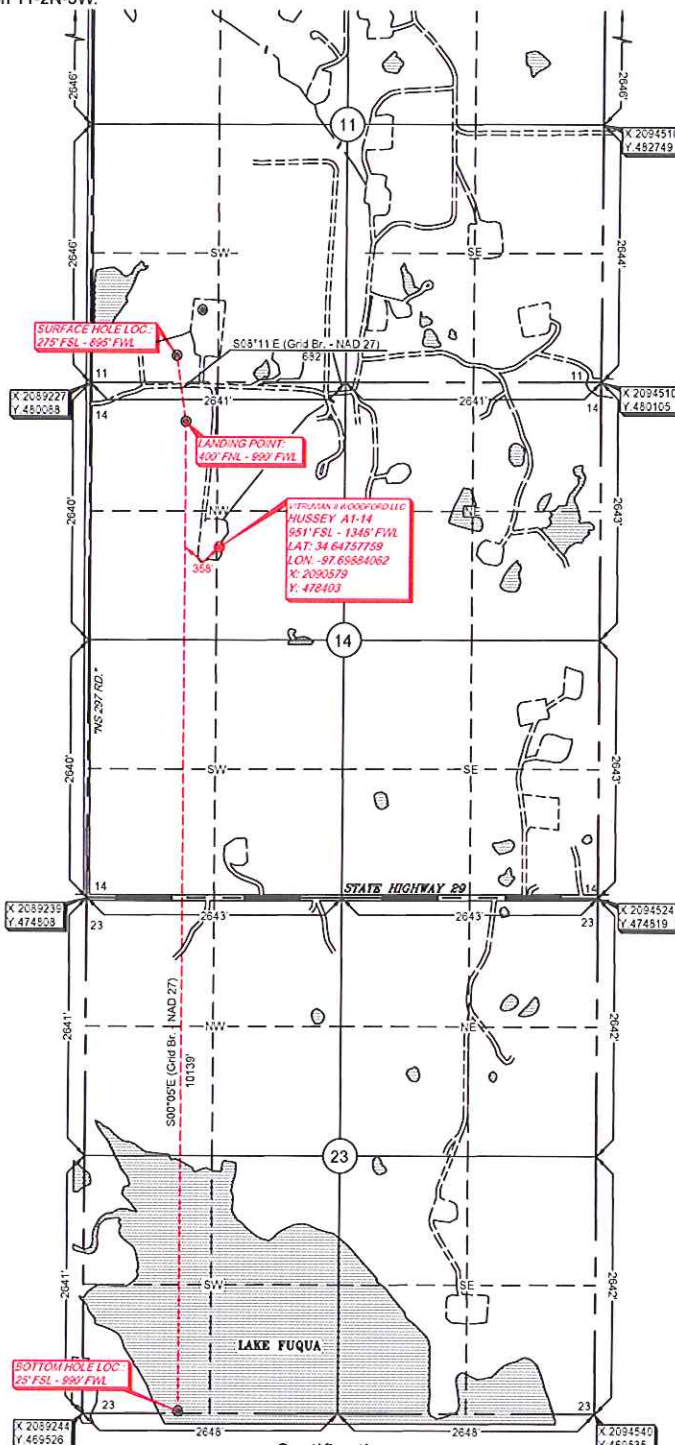 2646'
2646'
11
X:2094510
Y:482749
2646'
SW
SE
2644'
SURFACE HOLE LOC.:
275' FSL - 895' FWL
S08°11'E (Grid Br. - NAD 27)
682'
X:2089227
Y:480088
11
14
2641'
2641'
11
14
X:2094510
Y:480105
LANDING POINT:
400' FNL - 990' FWL
2640'
NW
NE
2643'
VITRUVIAN II WOODFORD LLC
HUSSEY A1-14
951' FSL - 1346' FWL
LAT: 34.64757759
LON: -97.69884062
X: 2090579
Y: 478403
358'
14
"NS 297 RD."
2640'
SW
SE
2643'
14
STATE HIGHWAY 29
14
X:2089239
Y:474808
23
2643'
2643'
23
X:2094524
Y:474819
2641'
NW
NE
2642'
S00°05'E (Grid Br. - NAD 27)
10139'
23
2641'
SW
SE
2642'
LAKE FUQUA
BOTTOM HOLE LOC.:
25' FSL - 990' FWL
23
23
X:2089244
Y:469526
2648'
2648'
X:2094540